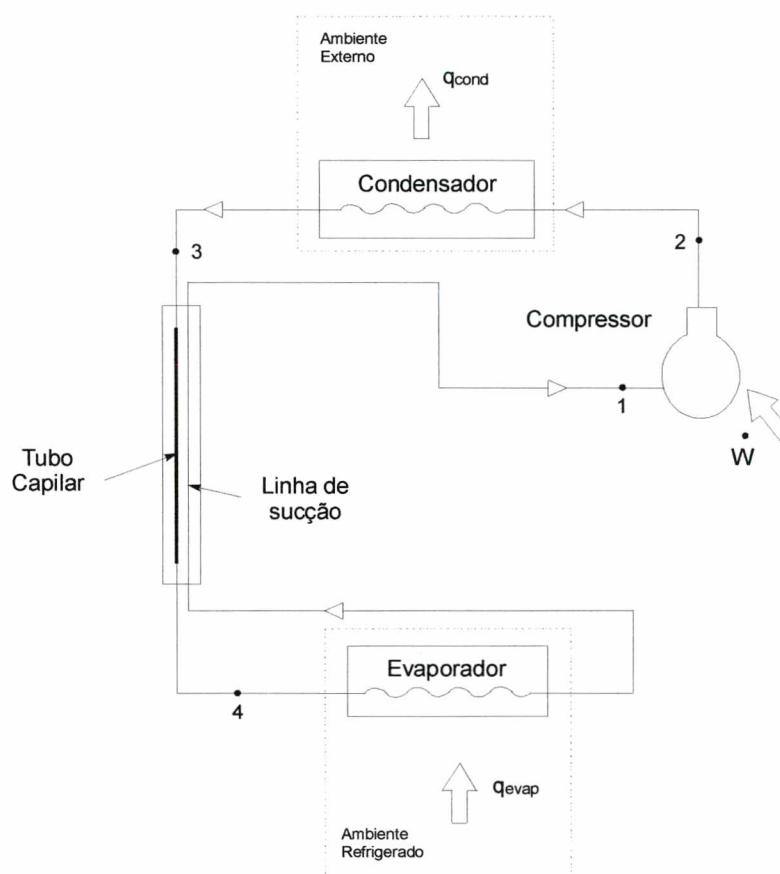 Ambiente
Externo
qcond
Condensador
3
2
Compressor
1
W
Tubo
Capilar
Linha de
sucção
Evaporador
4
qevap
Ambiente
Refrigerado